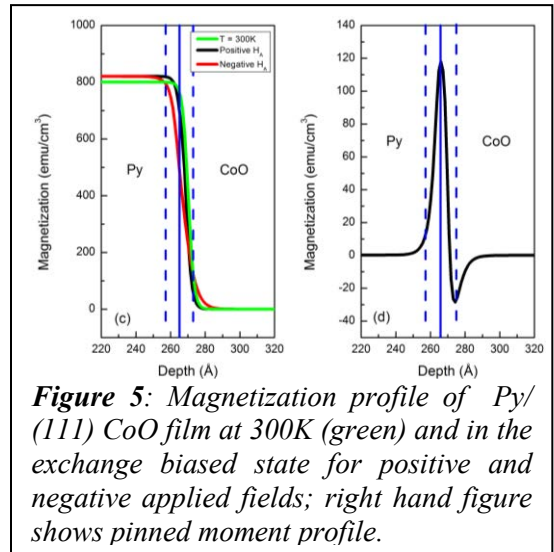 1000
800
600
400
200
0
Magnetization (emu/cm³)
T = 300K
Positive H_A
Negative H_A
Py
CoO
(c)
220 240 260 280 300 320
Depth (Å)
140
120
100
80
60
40
20
0
-20
-40
Magnetization (emu/cm³)
Py
CoO
(d)
220 240 260 280 300 320
Depth (Å)
Figure 5: Magnetization profile of Py/
(111) CoO film at 300K (green) and in the
exchange biased state for positive and
negative applied fields; right hand figure
shows pinned moment profile.